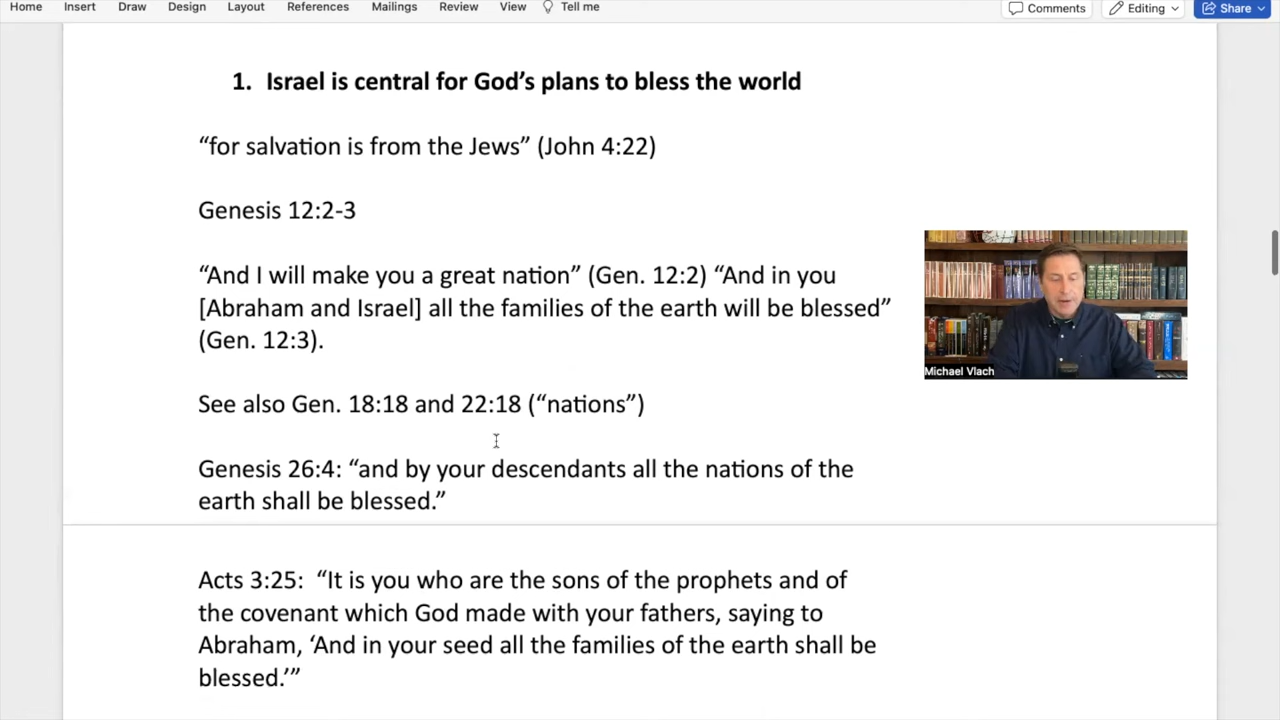 Home Insert Draw Design Layout References Mailings Review View Tell me Comments Editing Share
1. Israel is central for God’s plans to bless the world
“for salvation is from the Jews” (John 4:22)
Genesis 12:2-3
“And I will make you a great nation” (Gen. 12:2) “And in you
[Abraham and Israel] all the families of the earth will be blessed”
(Gen. 12:3).
Michael Vlach
See also Gen. 18:18 and 22:18 (“nations”)
Genesis 26:4: “and by your descendants all the nations of the
earth shall be blessed.”
Acts 3:25: “It is you who are the sons of the prophets and of
the covenant which God made with your fathers, saying to
Abraham, ‘And in your seed all the families of the earth shall be
blessed.’”